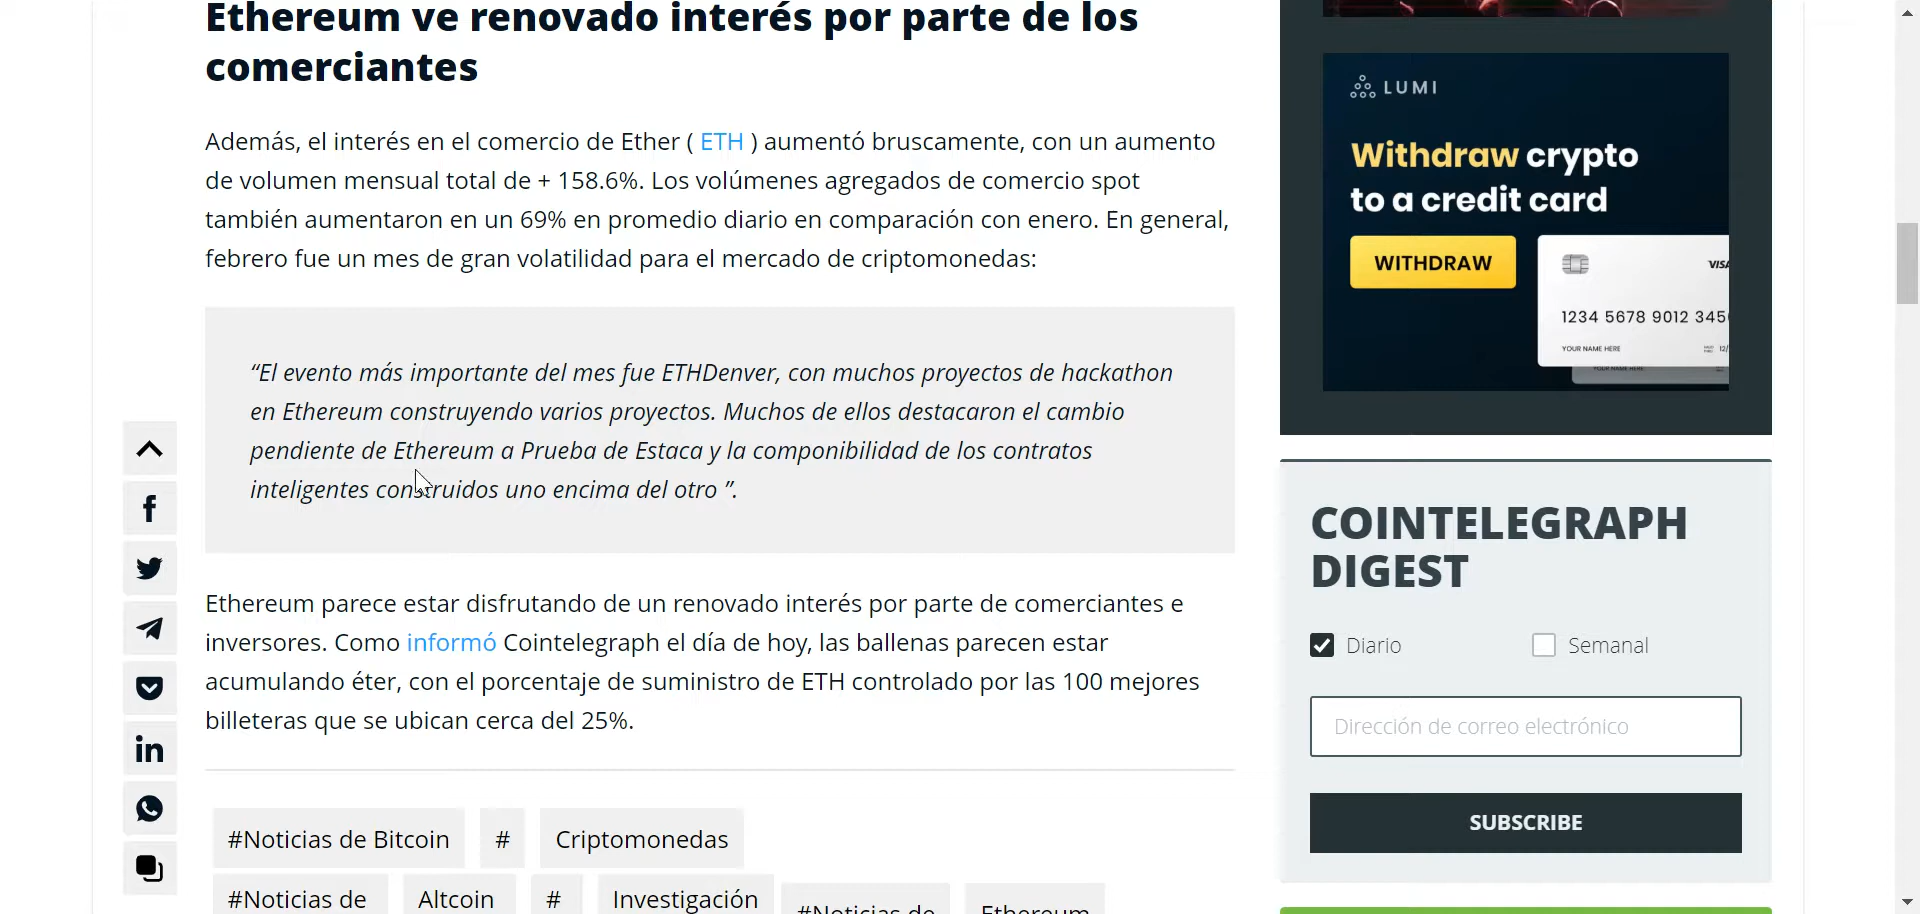 Ethereum ve renovado interés por parte de los
comerciantes
Además, el interés en el comercio de Ether ( ETH ) aumentó bruscamente, con un aumento
de volumen mensual total de + 158.6%. Los volúmenes agregados de comercio spot
también aumentaron en un 69% en promedio diario en comparación con enero. En general,
febrero fue un mes de gran volatilidad para el mercado de criptomonedas:
“El evento más importante del mes fue ETHDenver, con muchos proyectos de hackathon
en Ethereum construyendo varios proyectos. Muchos de ellos destacaron el cambio
pendiente de Ethereum a Prueba de Estaca y la componibilidad de los contratos
inteligentes construidos uno encima del otro ”.
Ethereum parece estar disfrutando de un renovado interés por parte de comerciantes e
inversores. Como informó Cointelegraph el día de hoy, las ballenas parecen estar
acumulando éter, con el porcentaje de suministro de ETH controlado por las 100 mejores
billeteras que se ubican cerca del 25%.
#Noticias de Bitcoin # Criptomonedas
#Noticias de Altcoin # Investigación #Noticias de Ethereum
LUMI
Withdraw crypto
to a credit card
WITHDRAW
VISA
1234 5678 9012 345
YOUR NAME HERE
YOUR NAME HERE
COINTELEGRAPH
DIGEST
Diario
Semanal
Dirección de correo electrónico
SUBSCRIBE